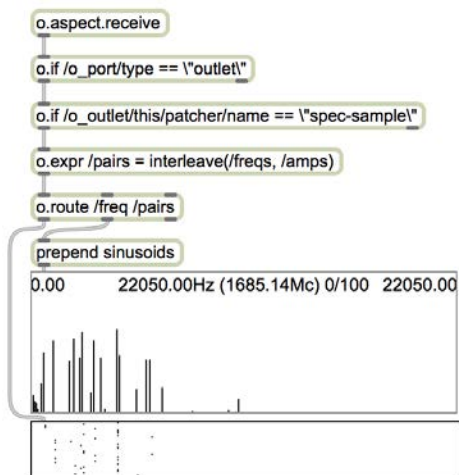 o.aspect.receive
o.if /o_port/type == \"outlet\"
o.if /o_outlet/this/patcher/name == \"spec-sample\"
o.expr /pairs = interleave(/freqs, /amps)
o.route /freq /pairs
prepend sinusoids
0.00 22050.00Hz (1685.14Mc) 0/100 22050.00